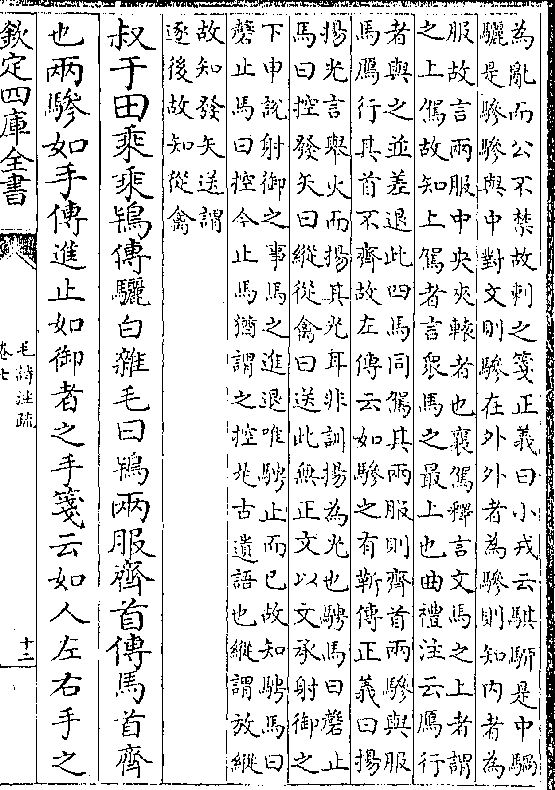 為亂而公不禁故刺之箋正義曰小戎云騏駵是中騧
驪是驂驂與中對文則驂在外外者為驂則知内者為
服故言兩服中央夾轅者也襄駕釋言文馬之上者謂
之上駕故知上駕者言衆馬之最上也曲禮注云鴈行
者與之並差退此四馬同駕其兩服則齊首兩驂與服
馬鴈行其首不齊故左傳云如驂之有靳傳正義曰揚
揚光言舉火而揚其光耳非訓揚為光也騁馬曰磬止
馬曰控發矢曰縱從禽曰送此無正文以文承射御之
下申說射御之事馬之進退唯騁止而已故知騁馬曰
磬止馬曰控今止馬猶謂之控是古遺語也縱謂放縱
故知發矢送謂
逐後故知從禽
叔于田乘乘鴇傳驪白雜毛曰鴇兩服齊首傳馬首齊
也兩驂如手傳進止如御者之手箋云如人左右手之
欽定四庫全書
毛詩注疏
卷七
十二